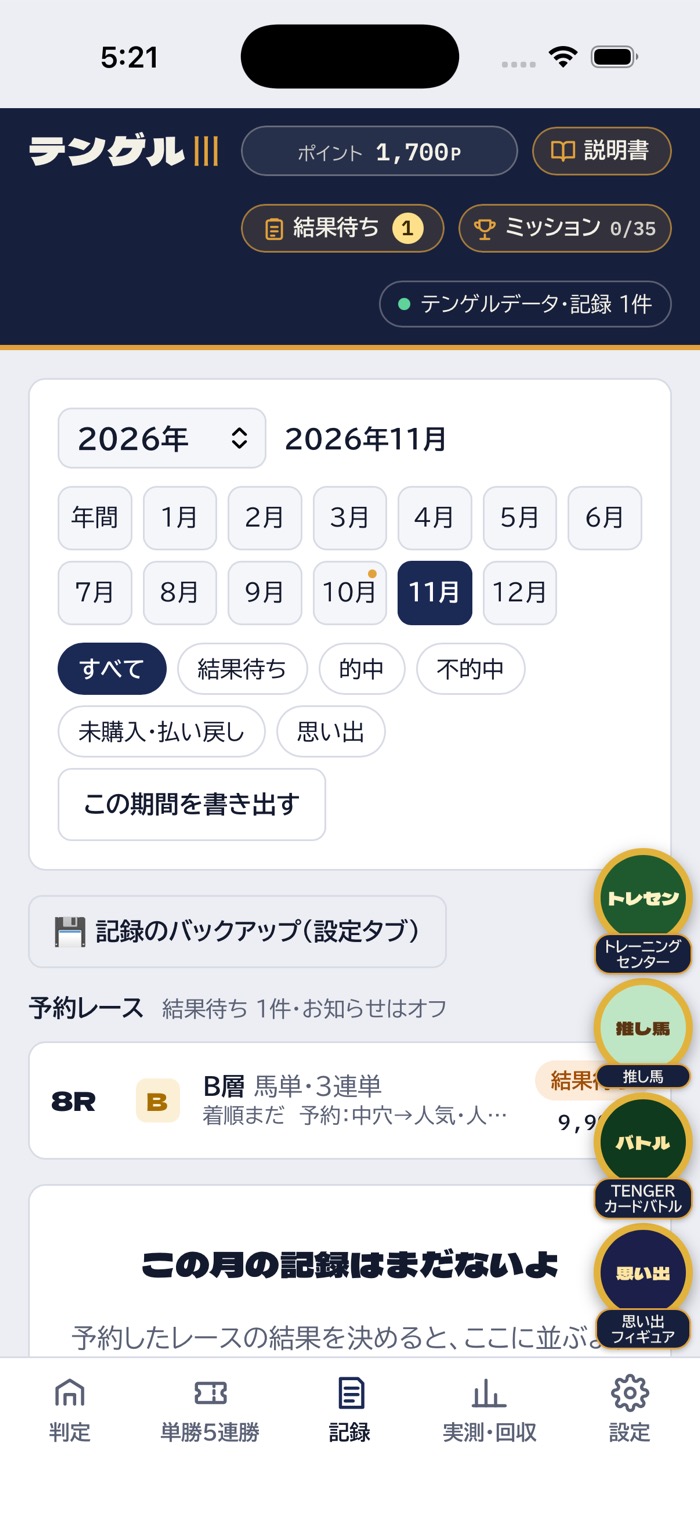 5:21
テンゲル
ポイント 1,700P
説明書
結果待ち 1
ミッション 0/35
テンゲルデータ・記録 1件
2026年
2026年11月
年間 1月 2月 3月 4月 5月 6月
7月 8月 9月 10月 11月 12月
すべて 結果待ち 的中 不的中
未購入・払い戻し 思い出
この期間を書き出す
記録のバックアップ(設定タブ)
トレセン
トレーニング
センター
予約レース 結果待ち 1件・お知らせはオフ
推し馬
推し馬
8R B B層 馬単・3連単
着順まだ 予約:中穴→人気・人…
バトル
TENGER
カードバトル
この月の記録はまだないよ
思い出
思い出
フィギュア
予約したレースの結果を決めると、ここに並ぶ
判定 単勝5連勝 記録 実測・回収 設定